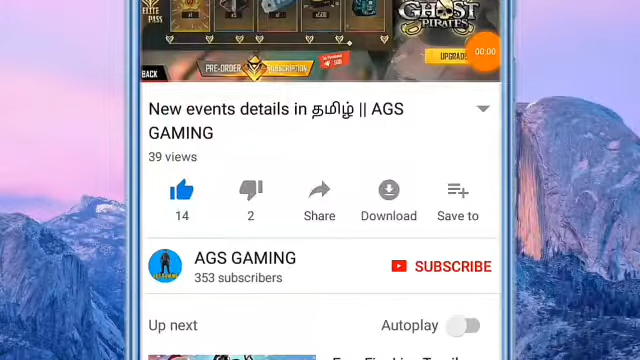 ELITE
PASS
x1
GHOST
PIRATES
BACK
PRE-ORDER
SUBSCRIPTION
UPGRADE
00:00
New events details in தமிழ் || AGS
GAMING
39 views
14
2
Share
Download
Save to
AGS GAMING
353 subscribers
SUBSCRIBE
Up next
Autoplay